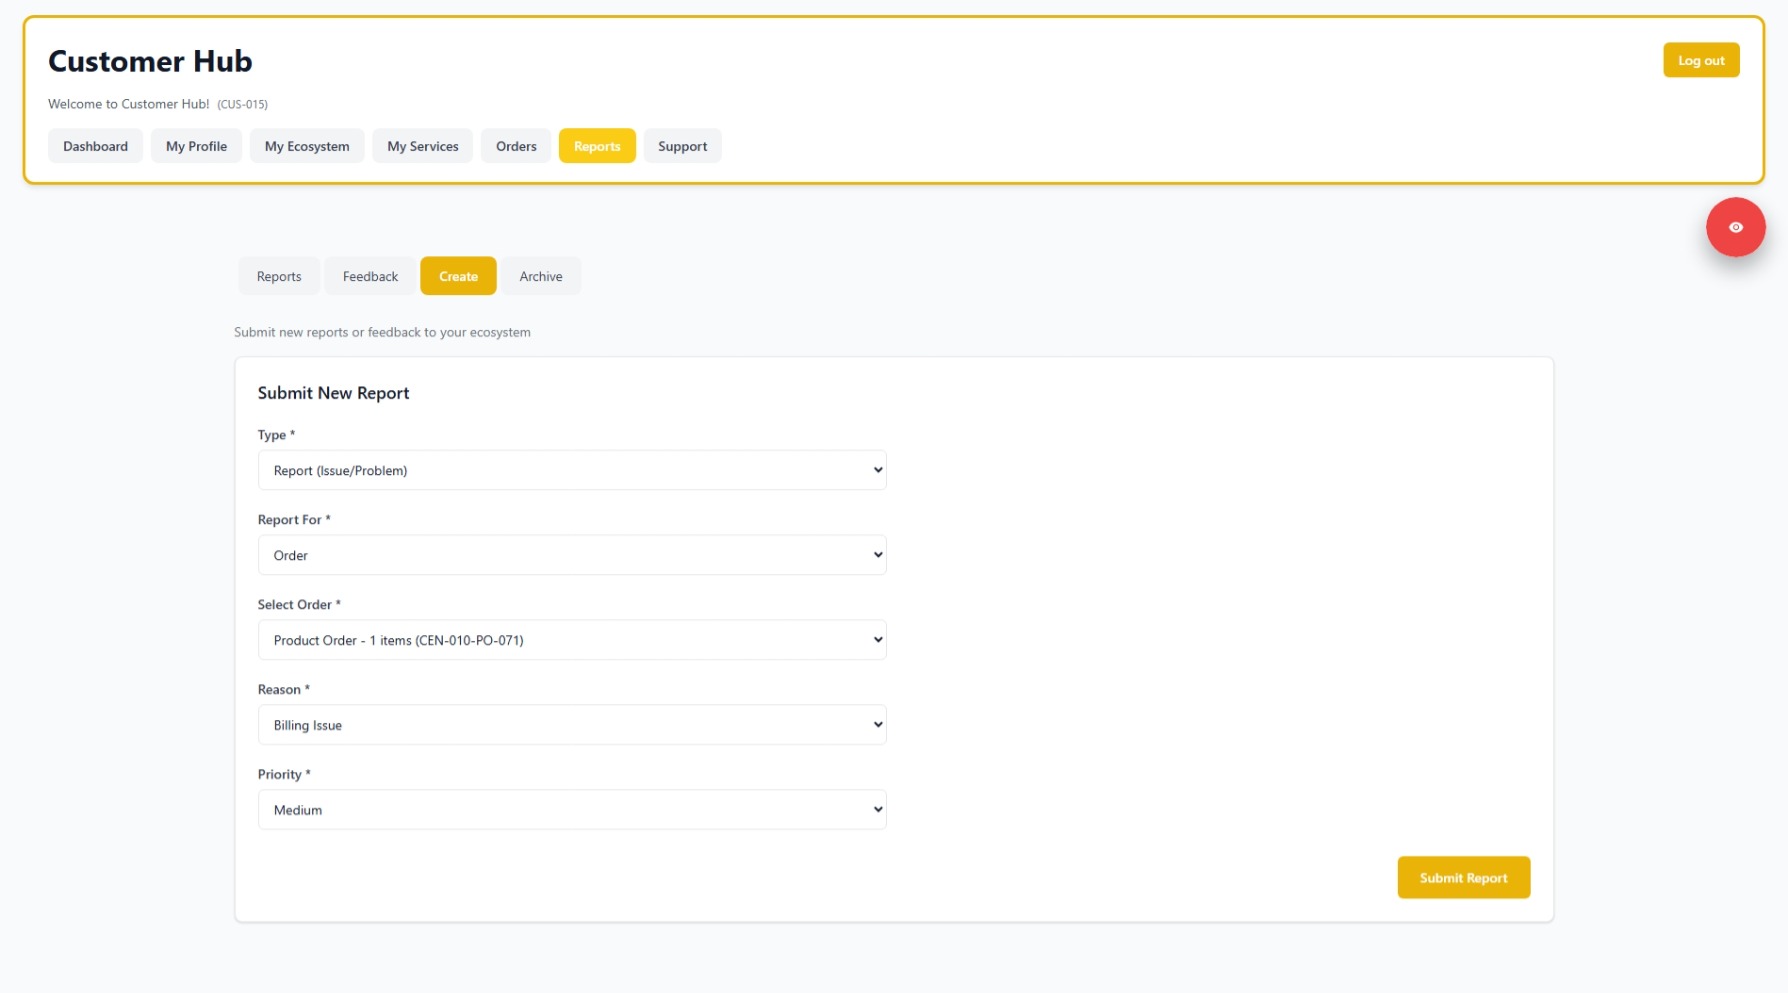 Customer Hub
Log out
Welcome to Customer Hub! (CUS-015)
Dashboard My Profile My Ecosystem My Services Orders Reports Support
Reports Feedback Create Archive
Submit new reports or feedback to your ecosystem
Submit New Report
Type *
Report (Issue/Problem)
Report For *
Order
Select Order *
Product Order - 1 items (CEN-010-PO-071)
Reason *
Billing Issue
Priority *
Medium
Submit Report